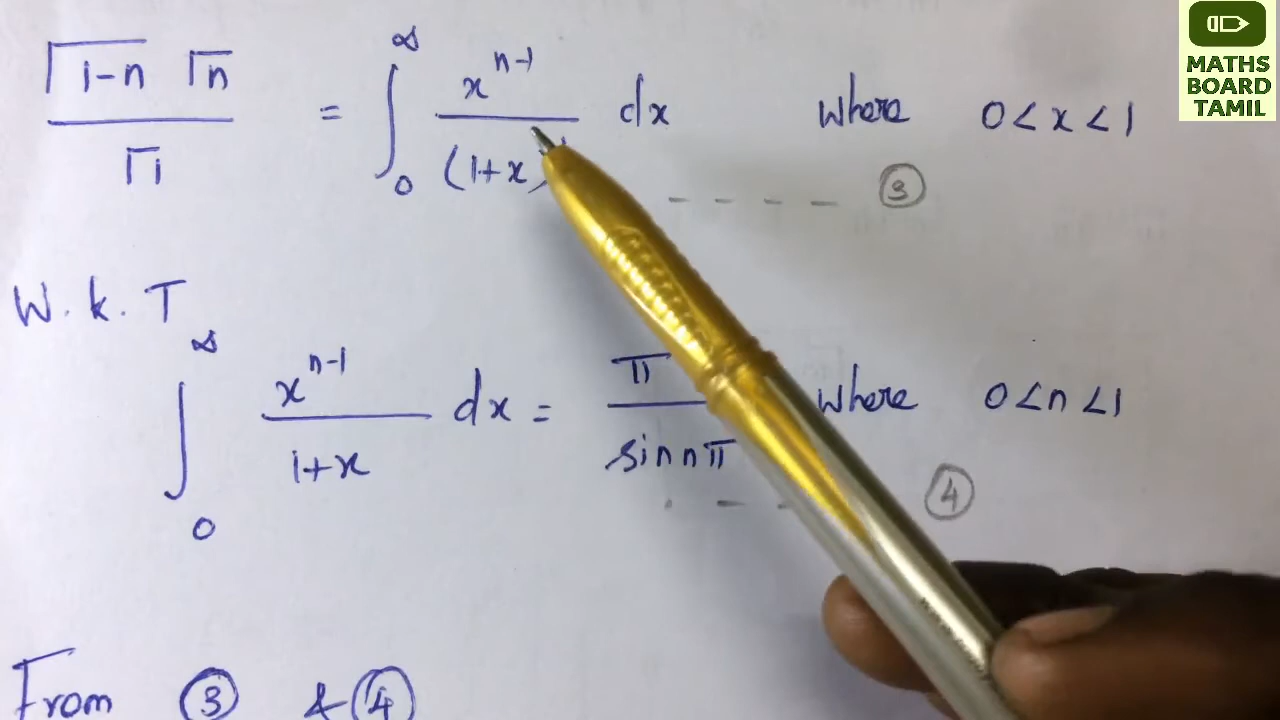 Γ1-n Γn / Γ1 = ∫₀^∞ x^(n-1) / (1+x) dx where 0<x<1
- - - - ③
W.k.T
∫₀^∞ x^(n-1) / 1+x dx = π / sin nπ where 0<n<1
- - - ④
From ③ & ④
MATHS
BOARD
TAMIL